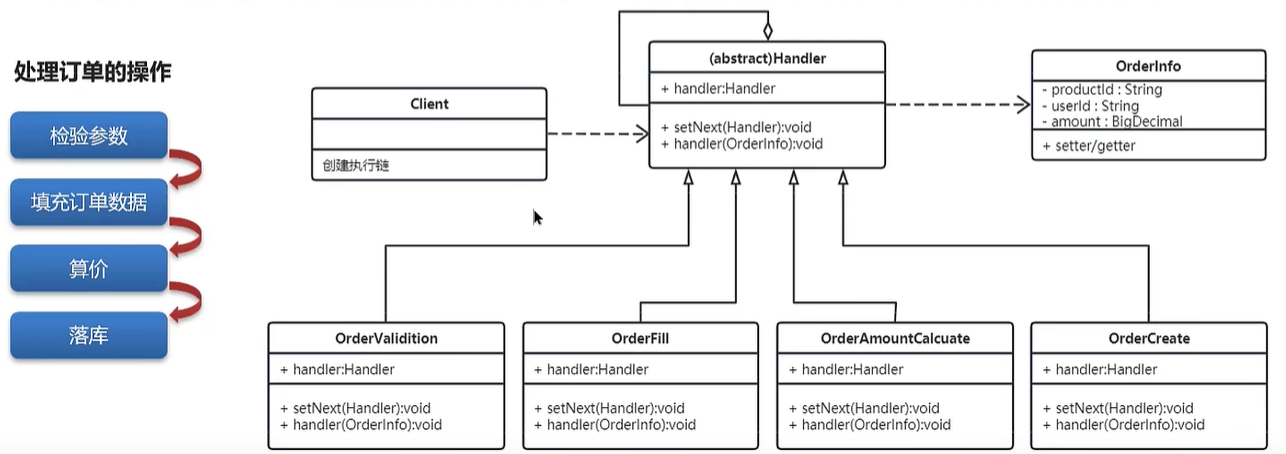 处理订单的操作
检验参数
填充订单数据
算价
落库
Client
创建执行链
(abstract)Handler
+ handler:Handler
+ setNext(Handler):void
+ handler(OrderInfo):void
OrderInfo
- productId : String
- userId : String
- amount : BigDecimal
+ setter/getter
OrderValidition
+ handler:Handler
+ setNext(Handler):void
+ handler(OrderInfo):void
OrderFill
+ handler:Handler
+ setNext(Handler):void
+ handler(OrderInfo):void
OrderAmountCalcuate
+ handler:Handler
+ setNext(Handler):void
+ handler(OrderInfo):void
OrderCreate
+ handler:Handler
+ setNext(Handler):void
+ handler(OrderInfo):void